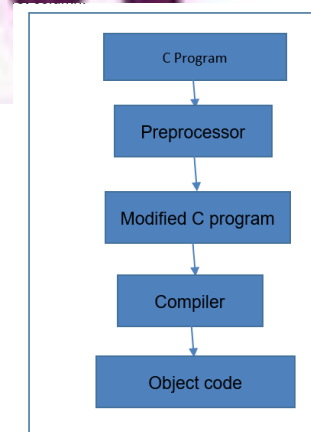 C Program
Preprocessor
Modified C program
Compiler
Object code